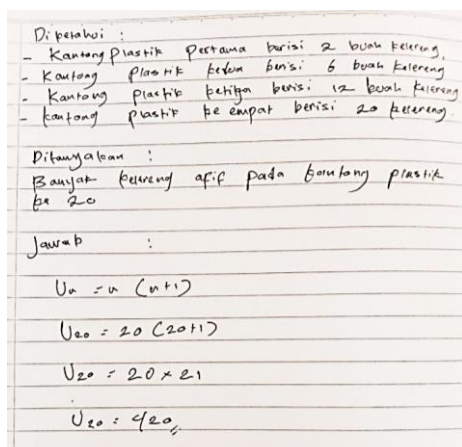 Diketahui :
- Kantong plastik pertama berisi 2 buah kelereng.
- Kantong plastik kedua berisi 6 buah kelereng
- Kantong plastik ketiga berisi 12 buah kelereng
- kantong plastik ke empat berisi 20 kelereng.
Ditanyakan :
Banyak kelereng afif pada kantong plastik
ke 20
Jawab :
Un = n (n+1)
U20 = 20 (20+1)
U20 = 20 × 21
U20 = 420,,